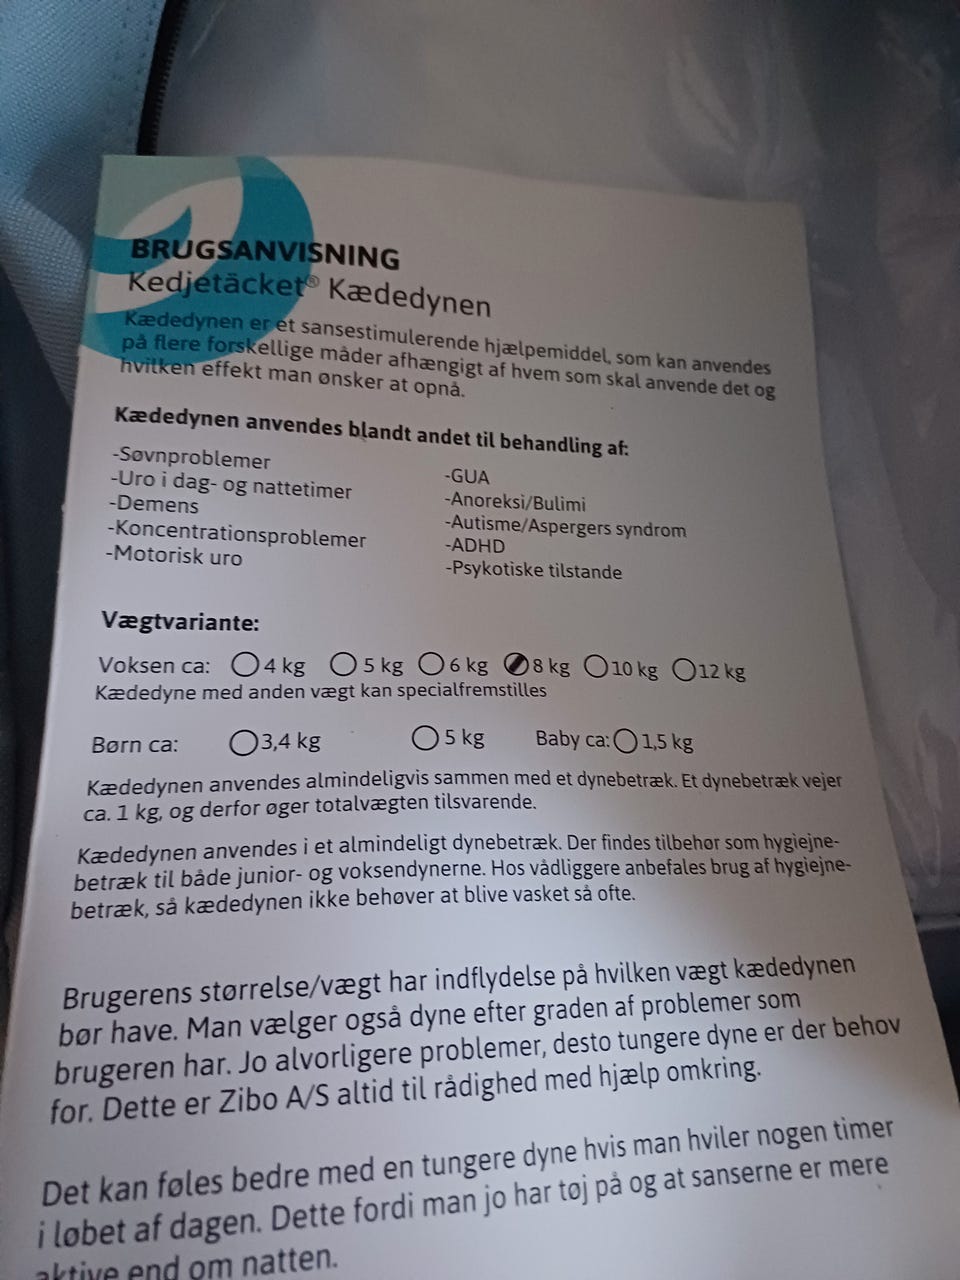 BRUGSANVISNING
Kedjetäcket® Kædedynen
Kædedynen er et sansestimulerende hjælpemiddel, som kan anvendes
på flere forskellige måder afhængigt af hvem som skal anvende det og
hvilken effekt man ønsker at opnå.
Kædedynen anvendes blandt andet til behandling af:
-Søvnproblemer
-Uro i dag- og nattetimer
-Demens
-Koncentrationsproblemer
-Motorisk uro
-GUA
-Anoreksi/Bulimi
-Autisme/Aspergers syndrom
-ADHD
-Psykotiske tilstande
Vægtvariante:
Voksen ca: 4 kg 5 kg 6 kg 8 kg 10 kg 12 kg
Kædedyne med anden vægt kan specialfremstilles
Børn ca: 3,4 kg 5 kg Baby ca: 1,5 kg
Kædedynen anvendes almindeligvis sammen med et dynebetræk. Et dynebetræk vejer
ca. 1 kg, og derfor øger totalvægten tilsvarende.
Kædedynen anvendes i et almindeligt dynebetræk. Der findes tilbehør som hygiejne-
betræk til både junior- og voksendynerne. Hos vådliggere anbefales brug af hygiejne-
betræk, så kædedynen ikke behøver at blive vasket så ofte.
Brugerens størrelse/vægt har indflydelse på hvilken vægt kædedynen
bør have. Man vælger også dyne efter graden af problemer som
brugeren har. Jo alvorligere problemer, desto tungere dyne er der behov
for. Dette er Zibo A/S altid til rådighed med hjælp omkring.
Det kan føles bedre med en tungere dyne hvis man hviler nogen timer
i løbet af dagen. Dette fordi man jo har tøj på og at sanserne er mere
aktive end om natten.